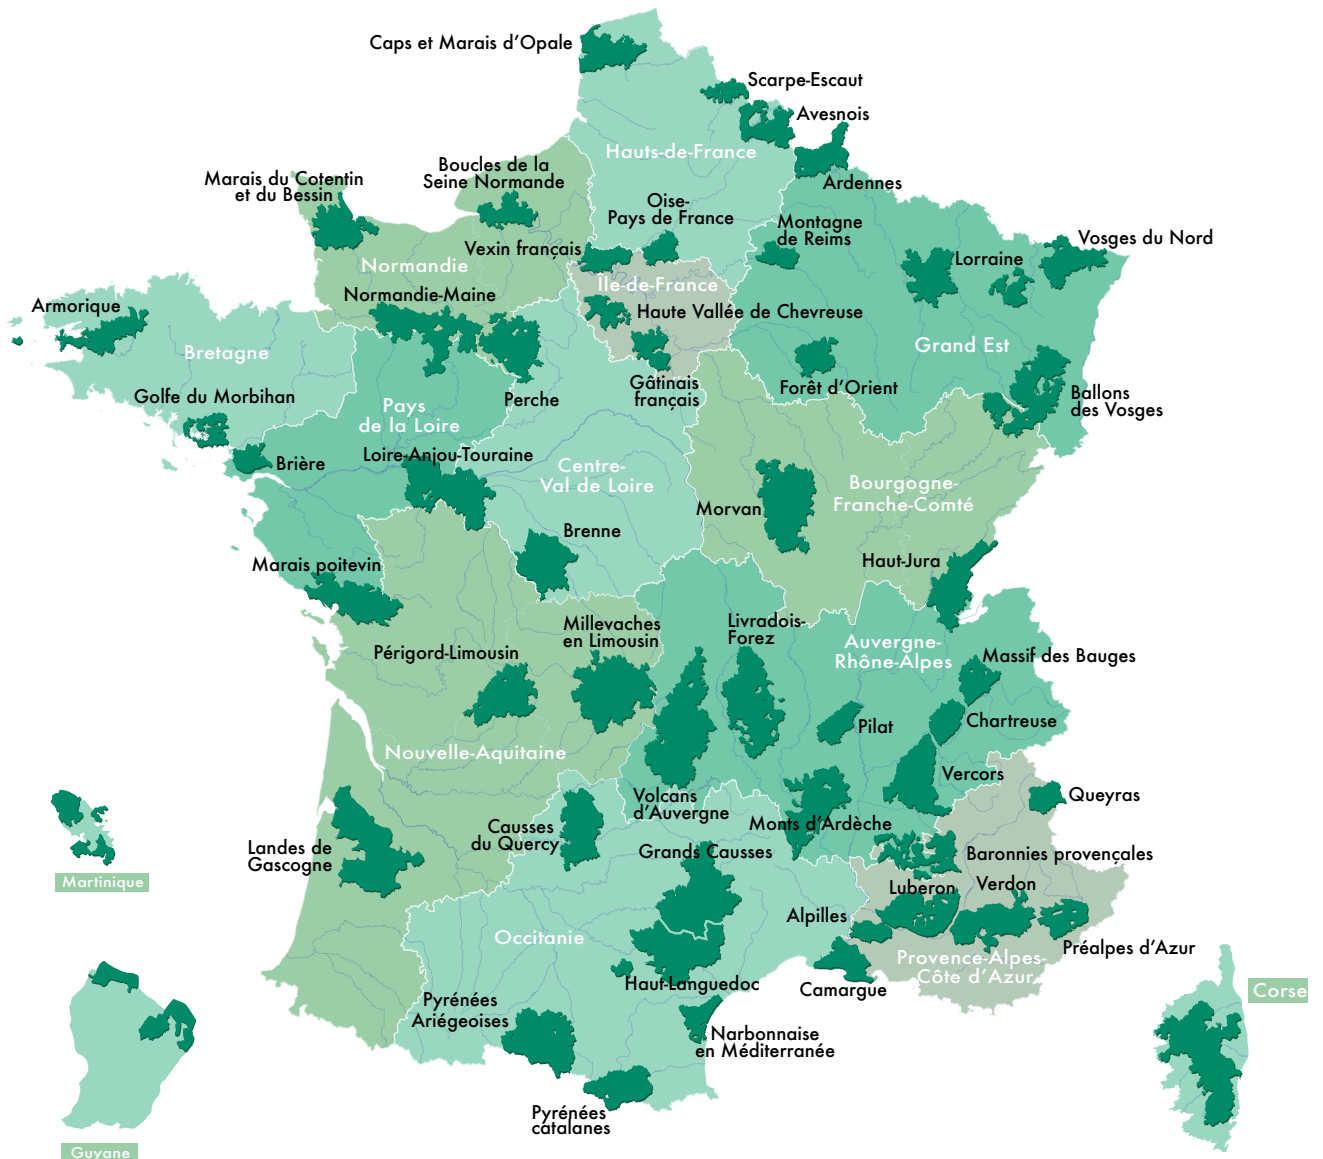 Caps et Marais d'Opale
Scarpe-Escaut
Avesnois
Hauts-de-France
Ardennes
Marais du Cotentin
et du Bessin
Boucles de la
Seine Normande
Oise-
Pays de France
Montagne
de Reims
Vosges du Nord
Vexin français
Lorraine
Normandie
Île-de-France
Normandie-Maine
Haute Vallée de Chevreuse
Armorique
Bretagne
Grand Est
Golfe du Morbihan
Perche
Gâtinais
français
Forêt d'Orient
Ballons
des Vosges
Pays
de la Loire
Brière
Loire-Anjou-Touraine
Centre-
Val de Loire
Bourgogne-
Franche-Comté
Morvan
Brenne
Marais poitevin
Haut-Jura
Millevaches
en Limousin
Livradois-
Forez
Auvergne-
Rhône-Alpes
Périgord-Limousin
Massif des Bauges
Pilat
Chartreuse
Nouvelle-Aquitaine
Vercors
Queyras
Volcans
d'Auvergne
Monts d'Ardèche
Causses
du Quercy
Landes de
Gascogne
Grands Causses
Baronnies provençales
Martinique
Luberon
Verdon
Alpilles
Occitanie
Préalpes d'Azur
Provence-Alpes-
Côte d'Azur
Haut-Languedoc
Camargue
Corse
Pyrénées
Ariégeoises
Narbonnaise
en Méditerranée
Pyrénées
catalanes
Guyane